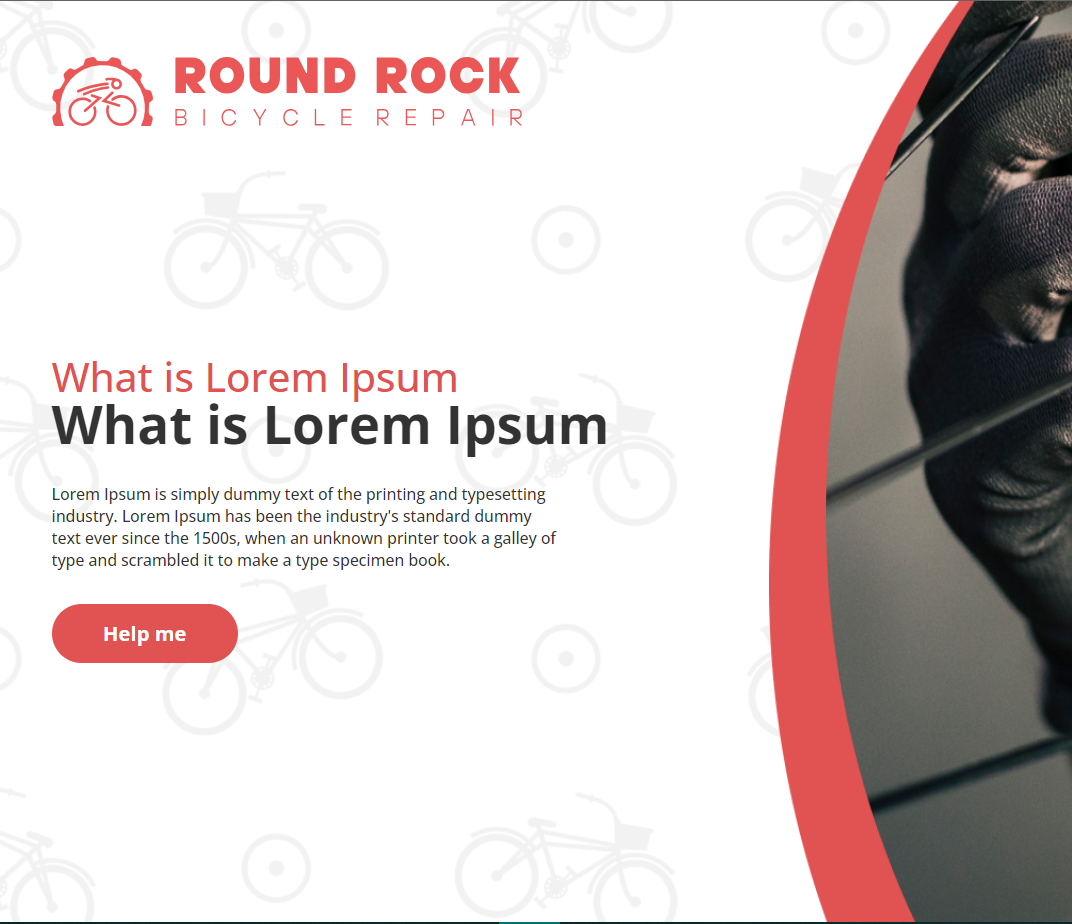 ROUND ROCK
BICYCLE REPAIR
What is Lorem Ipsum
What is Lorem Ipsum
Lorem Ipsum is simply dummy text of the printing and typesetting
industry. Lorem Ipsum has been the industry's standard dummy
text ever since the 1500s, when an unknown printer took a galley of
type and scrambled it to make a type specimen book.
Help me